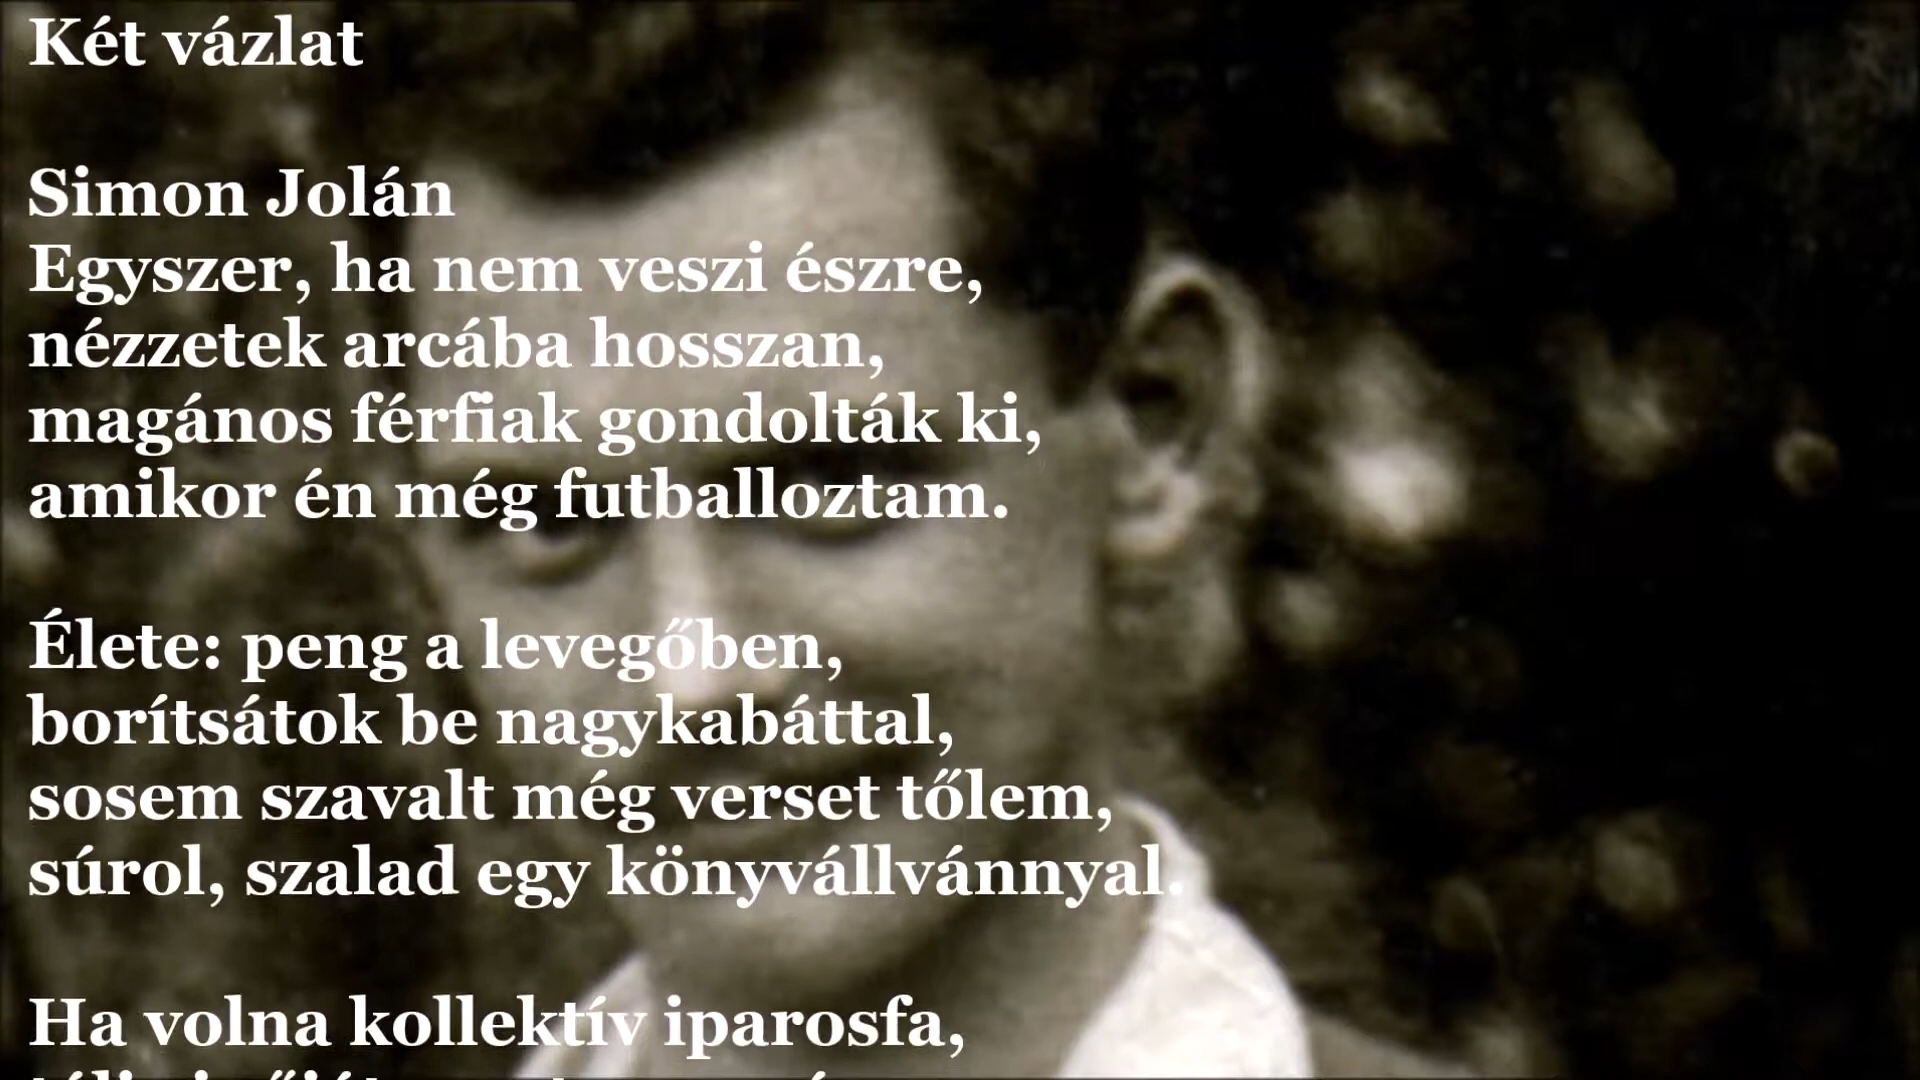 Két vázlat
Simon Jolán
Egyszer, ha nem veszi észre,
nézzetek arcába hosszan,
magános férfiak gondolták ki,
amikor én még futballoztam.
Élete: peng a levegőben,
borítsátok be nagykabáttal,
sosem szavalt még verset tőlem,
súrol, szalad egy könyvállvánnyal.
Ha volna kollektív iparosfa,